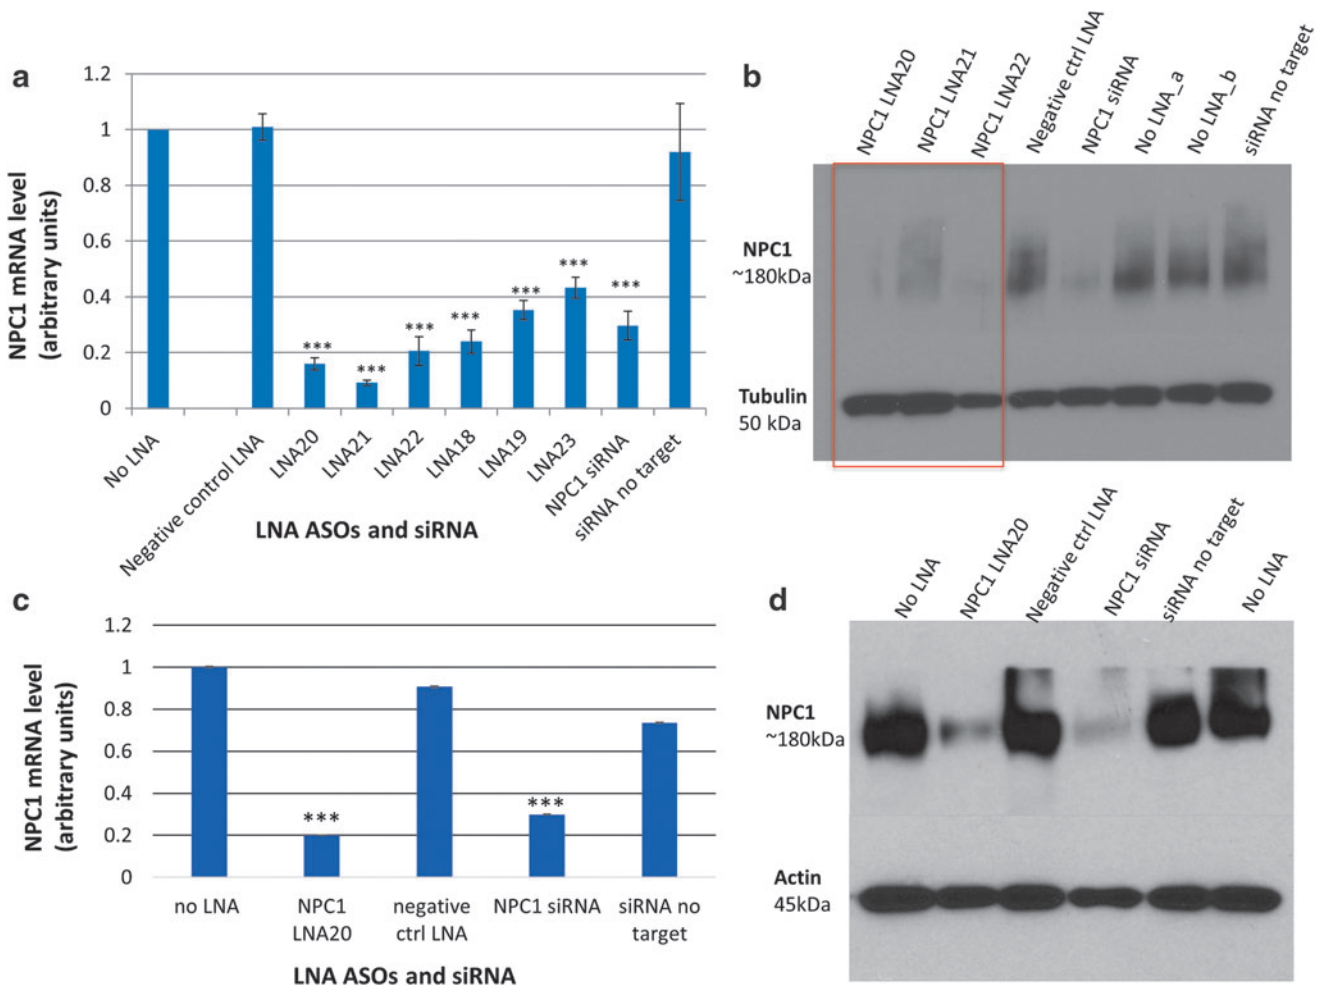 a
NPC1 mRNA level
(arbitrary units)
1.2
1
0.8
0.6
0.4
0.2
0
***
***
***
***
***
***
***
No LNA
Negative control LNA
LNA20
LNA21
LNA22
LNA18
LNA19
LNA23
NPC1 siRNA
siRNA no target
LNA ASOs and siRNA
b
NPC1 LNA20
NPC1 LNA21
NPC1 LNA22
Negative ctrl LNA
NPC1 siRNA
No LNA_a
No LNA_b
siRNA no target
NPC1
~180kDa
Tubulin
50 kDa
c
NPC1 mRNA level
(arbitrary units)
1.2
1
0.8
0.6
0.4
0.2
0
***
***
no LNA
NPC1
LNA20
negative
ctrl LNA
NPC1 siRNA
siRNA no
target
LNA ASOs and siRNA
d
No LNA
NPC1 LNA20
Negative ctrl LNA
NPC1 siRNA
siRNA no target
No LNA
NPC1
~180kDa
Actin
45kDa